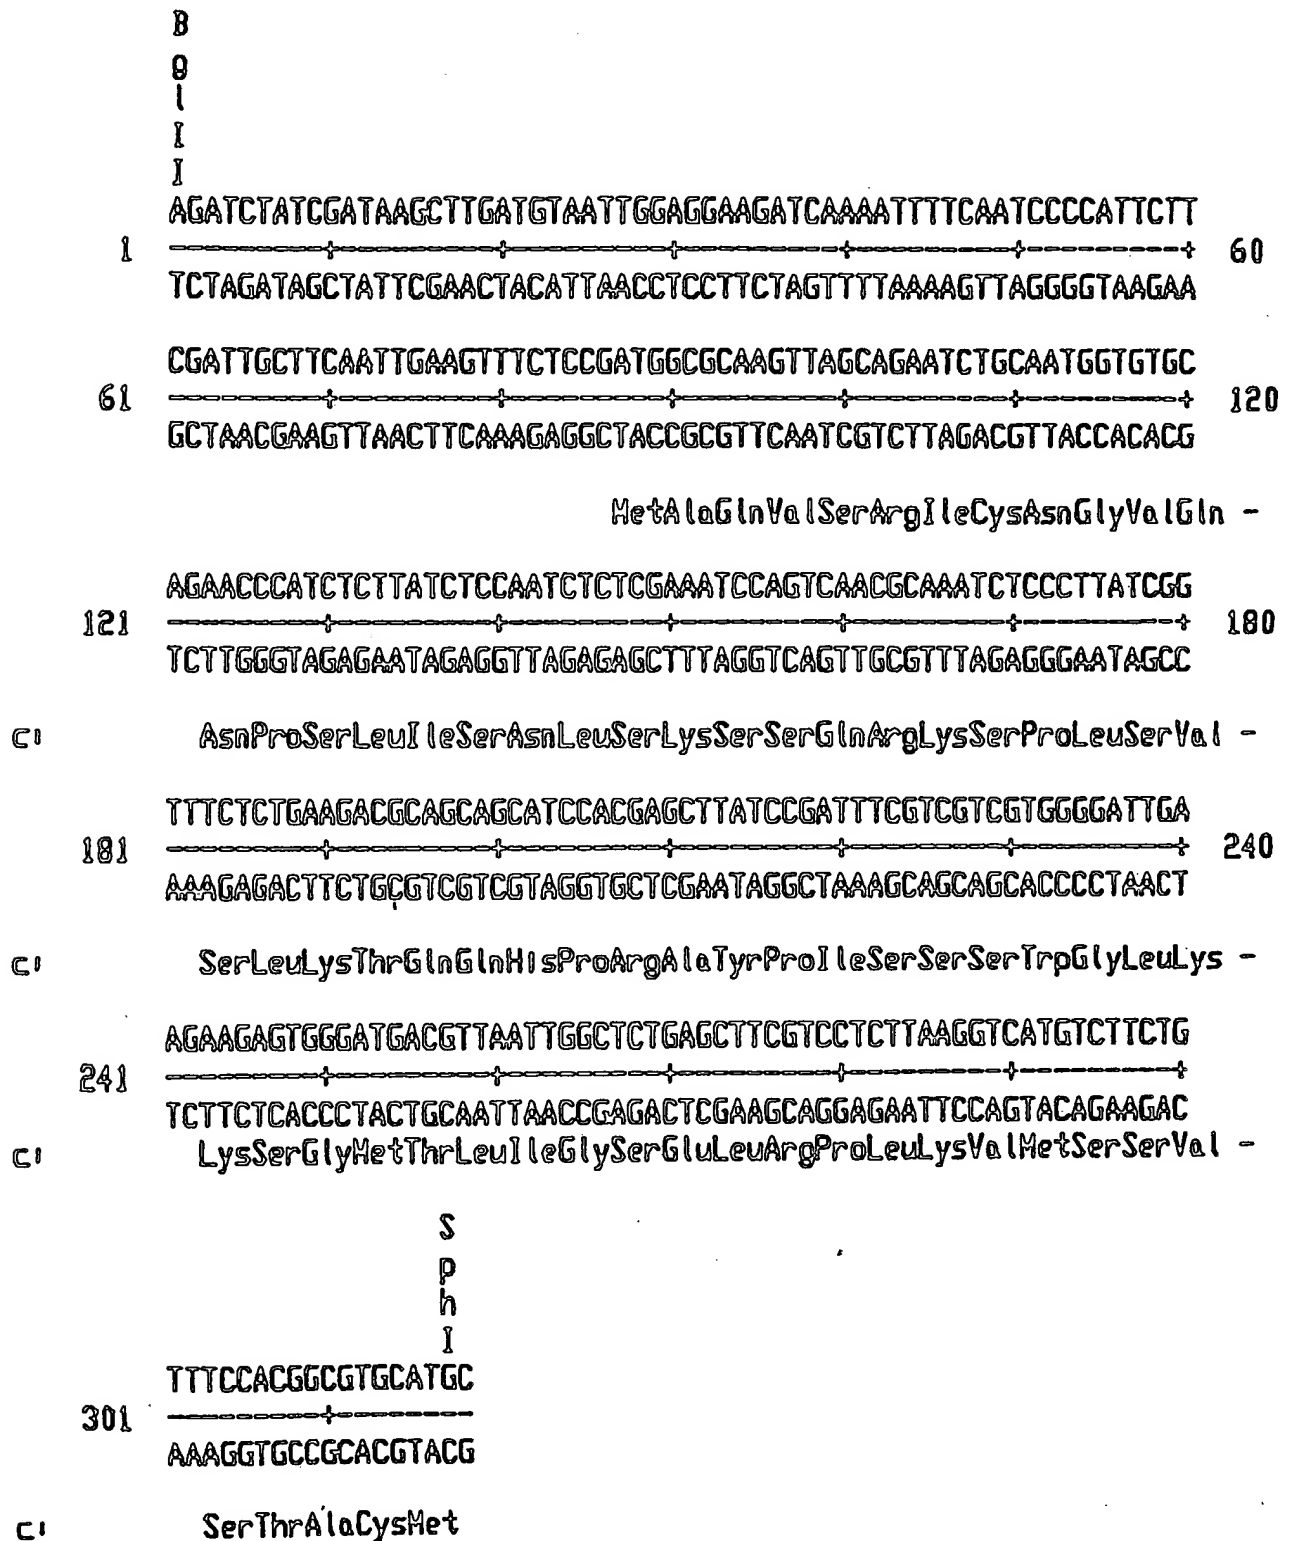 B
g
l
I
I
AGATCTATCGATAAGCTTGATGTAATTGGAGGAAGATCAAAATTTTCAATCCCCATTCTT
1 ---------+---------+---------+---------+---------+---------+ 60
TCTAGATAGCTATTCGAACTACATTAACCTCCTTCTAGTTTTAAAAGTTAGGGGTAAGAA
CGATTGCTTCAATTGAAGTTTCTCCGATGGCGCAAGTTAGCAGAATCTGCAATGGTGTGC
61 ---------+---------+---------+---------+---------+---------+ 120
GCTAACGAAGTTAACTTCAAAGAGGCTACCGCGTTCAATCGTCTTAGACGTTACCACACG
MetAlaGlnValSerArgIleCysAsnGlyValGln -
AGAACCCATCTCTTATCTCCAATCTCTCGAAATCCAGTCAACGCAAATCTCCCTTATCGG
121 ---------+---------+---------+---------+---------+---------+ 180
TCTTGGGTAGAGAATAGAGGTTAGAGAGCTTTAGGTCAGTTGCGTTTAGAGGGAATAGCC
c' AsnProSerLeuIleSerAsnLeuSerLysSerSerGlnArgLysSerProLeuSerVal -
TTTCTCTGAAGACGCAGCAGCATCCACGAGCTTATCCGATTTCGTCGTCGTGGGGATTGA
181 ---------+---------+---------+---------+---------+---------+ 240
AAAGAGACTTCTGCGTCGTCGTAGGTGCTCGAATAGGCTAAAGCAGCAGCACCCCTAACT
c' SerLeuLysThrGlnGlnHisProArgAlaTyrProIleSerSerSerTrpGlyLeuLys -
AGAAGAGTGGGATGACGTTAATTGGCTCTGAGCTTCGTCCTCTTAAGGTCATGTCTTCTG
241 ---------+---------+---------+---------+---------+---------+
TCTTCTCACCCTACTGCAATTAACCGAGACTCGAAGCAGGAGAATTCCAGTACAGAAGAC
c' LysSerGlyMetThrLeuIleGlySerGluLeuArgProLeuLysValMetSerSerVal -
S
p
h
I
TTTCCACGGCGTGCATGC
301 ---------+--------
AAAGGTGCCGCACGTACG
c' SerThrAlaCysMet